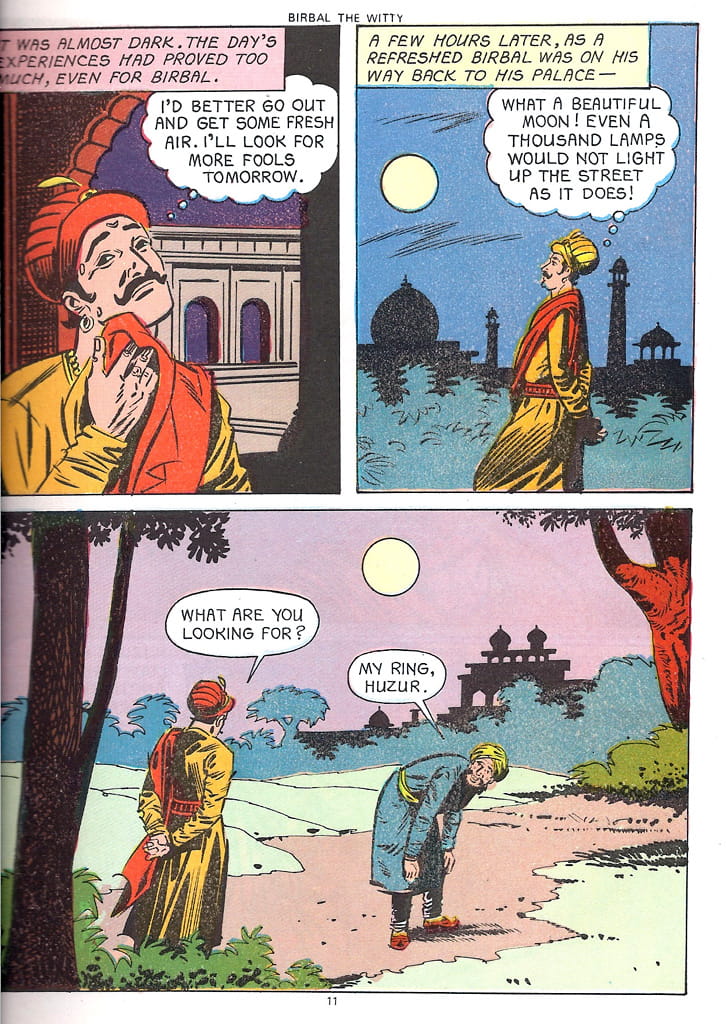 BIRBAL THE WITTY
T WAS ALMOST DARK. THE DAY'S
EXPERIENCES HAD PROVED TOO
MUCH, EVEN FOR BIRBAL.
I'D BETTER GO OUT
AND GET SOME FRESH
AIR. I'LL LOOK FOR
MORE FOOLS
TOMORROW.
A FEW HOURS LATER, AS A
REFRESHED BIRBAL WAS ON HIS
WAY BACK TO HIS PALACE—
WHAT A BEAUTIFUL
MOON! EVEN A
THOUSAND LAMPS
WOULD NOT LIGHT
UP THE STREET
AS IT DOES!
WHAT ARE YOU
LOOKING FOR?
MY RING,
HUZUR.
11